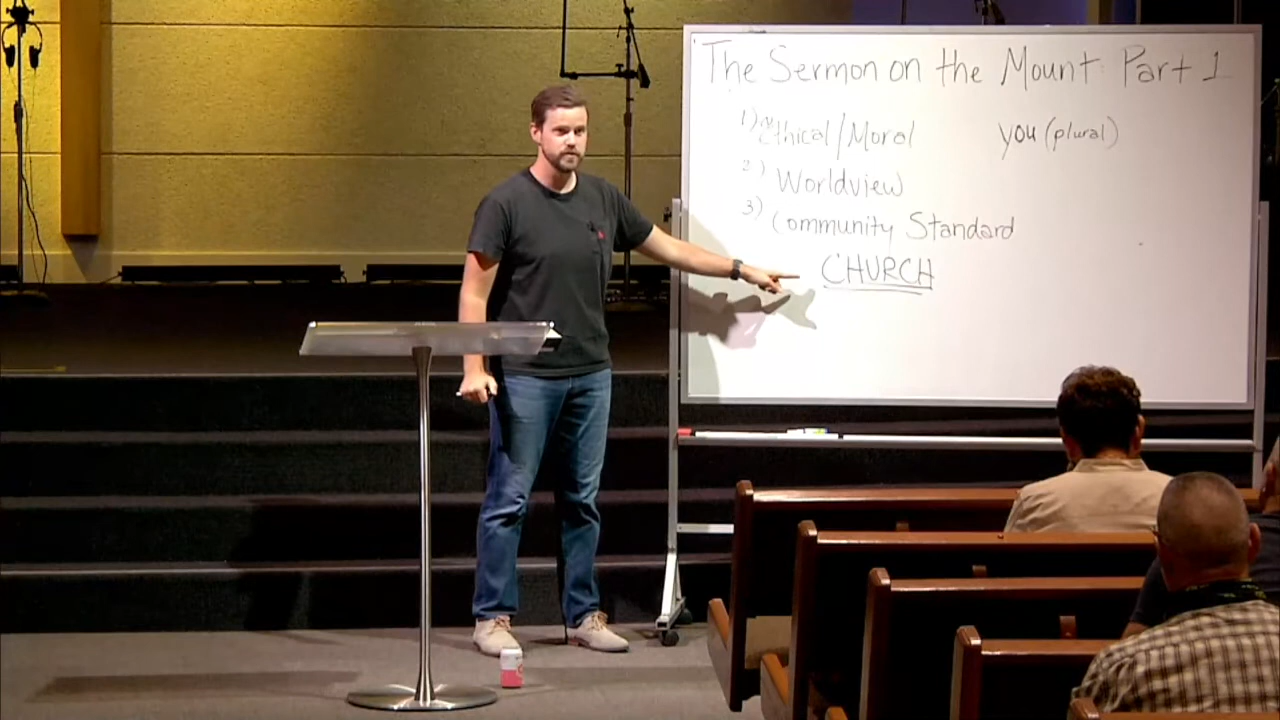 The Sermon on the Mount: Part 1
1) Ethical/Moral
you (plural)
2) Worldview
3) Community Standard
CHURCH